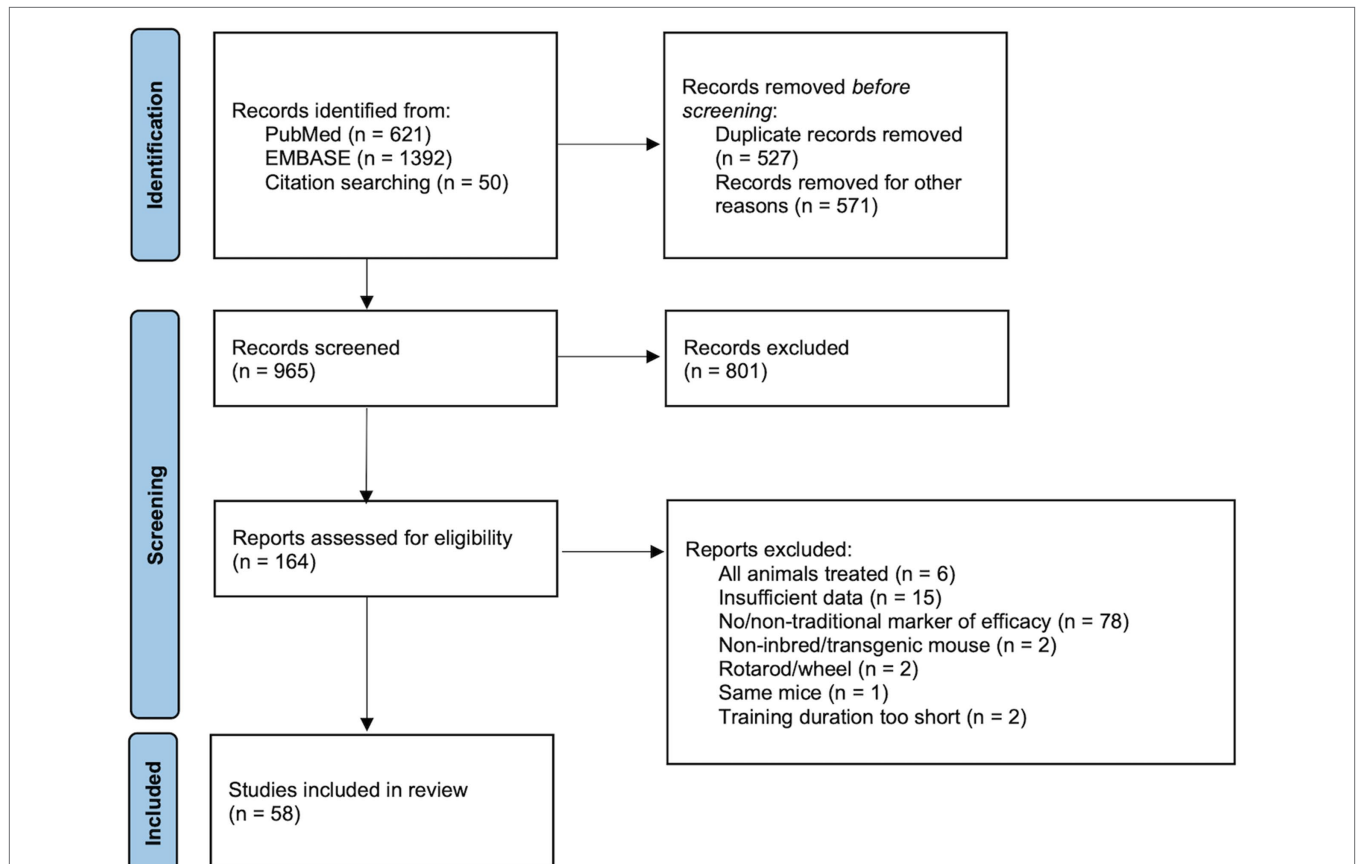 Identification
Records identified from:
PubMed (n = 621)
EMBASE (n = 1392)
Citation searching (n = 50)
Records removed before
screening:
Duplicate records removed
(n = 527)
Records removed for other
reasons (n = 571)
Screening
Records screened
(n = 965)
Records excluded
(n = 801)
Reports assessed for eligibility
(n = 164)
Reports excluded:
All animals treated (n = 6)
Insufficient data (n = 15)
No/non-traditional marker of efficacy (n = 78)
Non-inbred/transgenic mouse (n = 2)
Rotarod/wheel (n = 2)
Same mice (n = 1)
Training duration too short (n = 2)
Included
Studies included in review
(n = 58)